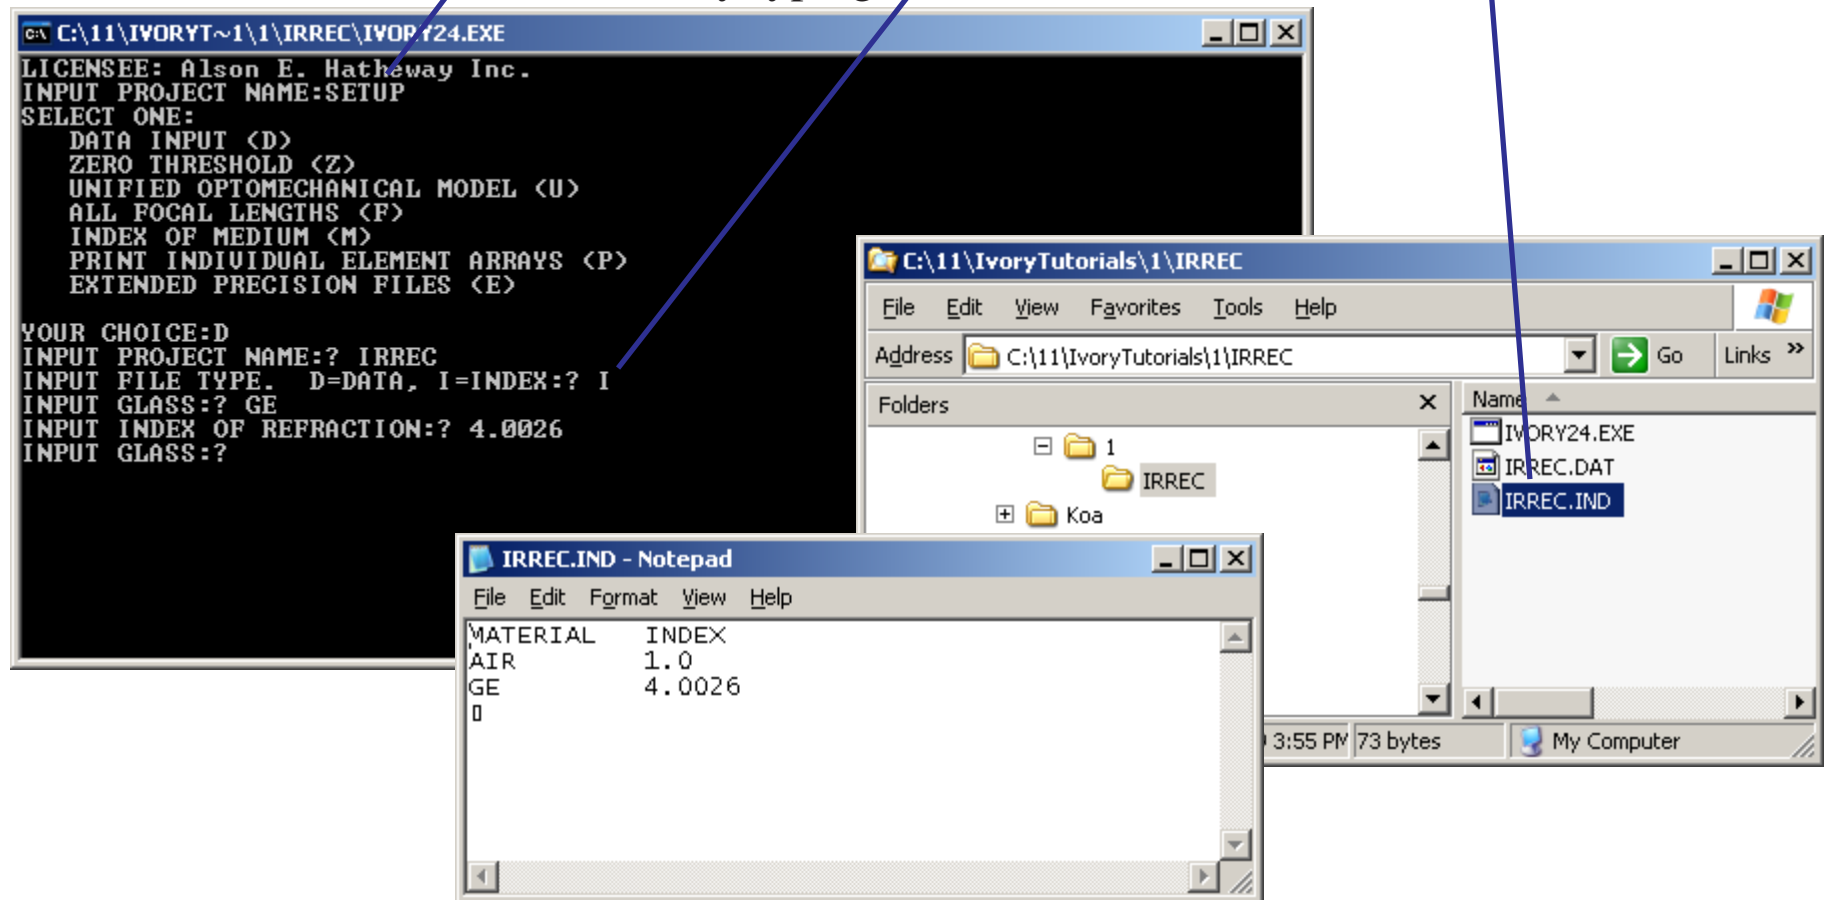 C:\11\IVORYT~1\1\IRREC\IVORY24.EXE
LICENSEE: Alson E. Hatheway Inc.
INPUT PROJECT NAME:SETUP
SELECT ONE:
DATA INPUT (D)
ZERO THRESHOLD (Z)
UNIFIED OPTOMECHANICAL MODEL (U)
ALL FOCAL LENGTHS (F)
INDEX OF MEDIUM (M)
PRINT INDIVIDUAL ELEMENT ARRAYS (P)
EXTENDED PRECISION FILES (E)
YOUR CHOICE:D
INPUT PROJECT NAME:? IRREC
INPUT FILE TYPE. D=DATA, I=INDEX:? I
INPUT GLASS:? GE
INPUT INDEX OF REFRACTION:? 4.0026
INPUT GLASS:?
C:\11\IvoryTutorials\1\IRREC
File Edit View Favorites Tools Help
Address C:\11\IvoryTutorials\1\IRREC Go Links »
Folders
1
IRREC
Koa
Name
IVORY24.EXE
IRREC.DAT
IRREC.IND
3:55 PM 73 bytes My Computer
IRREC.IND - Notepad
File Edit Format View Help
MATERIAL INDEX
AIR 1.0
GE 4.0026